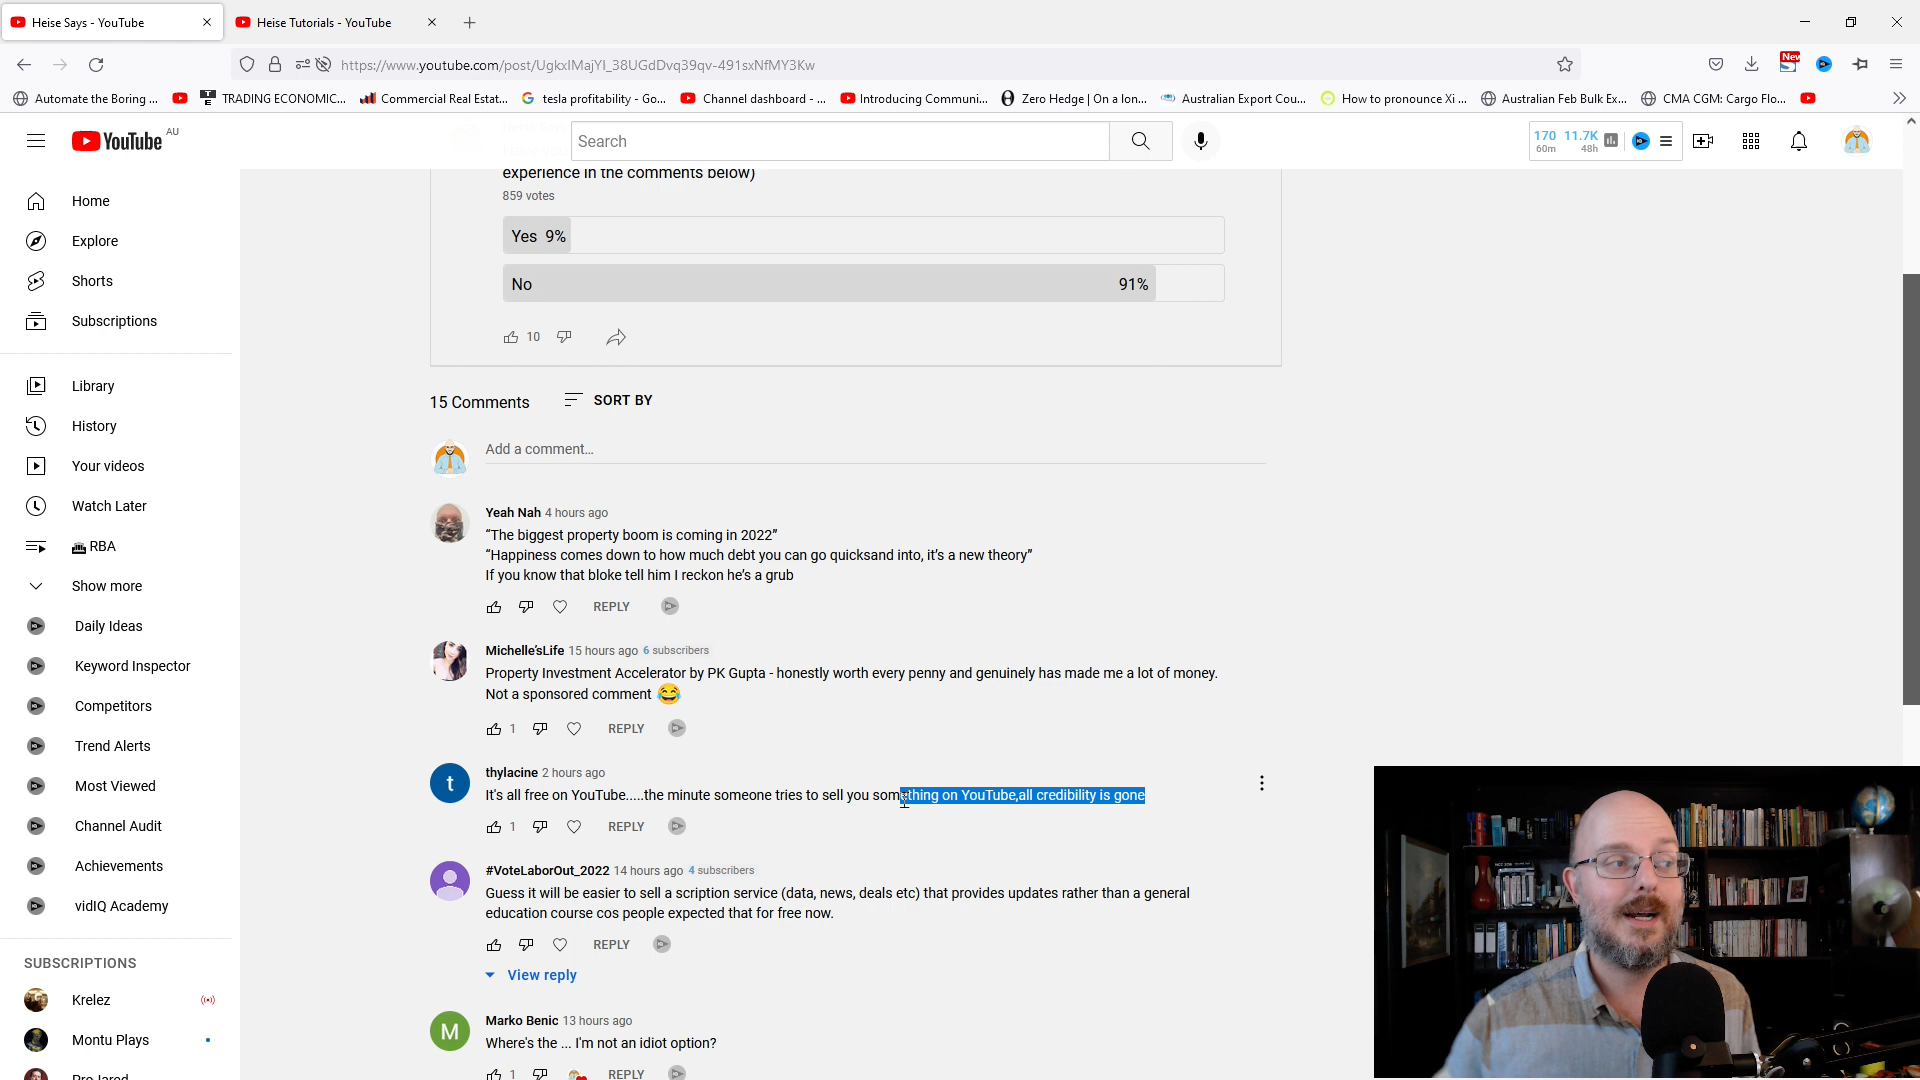 Heise Says - YouTube
Heise Tutorials - YouTube
https://www.youtube.com/post/UgkxIMajYI_38UGdDvq39qv-491sxNfMY3Kw
New
Automate the Boring ...
TRADING ECONOMIC...
Commercial Real Estat...
tesla profitability - Go...
Channel dashboard - ...
Introducing Communi...
Zero Hedge | On a lon...
Australian Export Cou...
How to pronounce Xi ...
Australian Feb Bulk Ex...
CMA CGM: Cargo Flo...
YouTube AU
Search
170 11.7K
60m 48h
Home
Explore
Shorts
Subscriptions
Library
History
Your videos
Watch Later
RBA
Show more
Daily Ideas
Keyword Inspector
Competitors
Trend Alerts
Most Viewed
Channel Audit
Achievements
vidIQ Academy
SUBSCRIPTIONS
Krelez
Montu Plays
ProJared
experience in the comments below)
859 votes
Yes 9%
No 91%
10
15 Comments SORT BY
Add a comment...
Yeah Nah 4 hours ago
“The biggest property boom is coming in 2022”
“Happiness comes down to how much debt you can go quicksand into, it’s a new theory”
If you know that bloke tell him I reckon he’s a grub
REPLY
Michelle’sLife 15 hours ago 6 subscribers
Property Investment Accelerator by PK Gupta - honestly worth every penny and genuinely has made me a lot of money.
Not a sponsored comment 😂
1 REPLY
t
thylacine 2 hours ago
It's all free on YouTube.....the minute someone tries to sell you something on YouTube,all credibility is gone
1 REPLY
#VoteLaborOut_2022 14 hours ago 4 subscribers
Guess it will be easier to sell a scription service (data, news, deals etc) that provides updates rather than a general
education course cos people expected that for free now.
REPLY
View reply
M
Marko Benic 13 hours ago
Where's the ... I'm not an idiot option?
1 REPLY